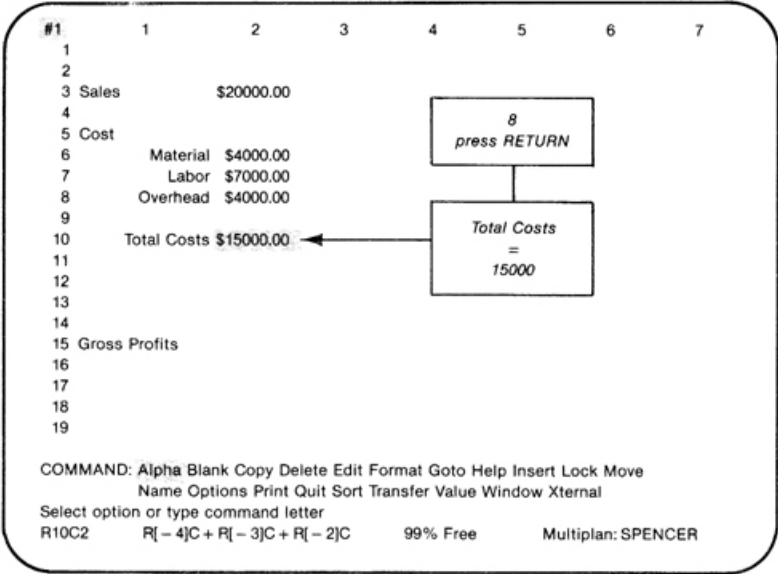 #1 1 2 3 4 5 6 7
1
2
3 Sales $20000.00
4
5 Cost
6 Material $4000.00
7 Labor $7000.00
8 Overhead $4000.00
9
10 Total Costs $15000.00
11
12
13
14
15 Gross Profits
16
17
18
19
8
press RETURN
Total Costs
=
15000
COMMAND: Alpha Blank Copy Delete Edit Format Goto Help Insert Lock Move
Name Options Print Quit Sort Transfer Value Window Xternal
Select option or type command letter
R10C2 R[ – 4]C + R[ – 3]C + R[ – 2]C 99% Free Multiplan: SPENCER